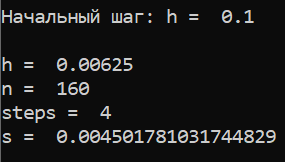 Начальный шаг: h =  0.1
h =  0.00625
n =  160
steps =  4
s =  0.004501781031744829